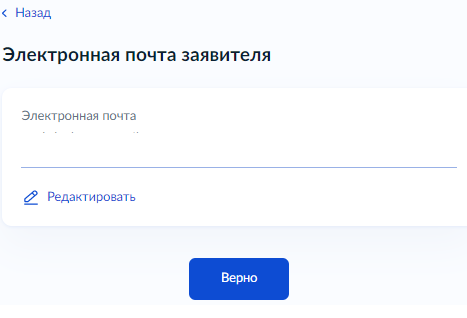 Назад
Электронная почта заявителя
Электронная почта
Редактировать
Верно